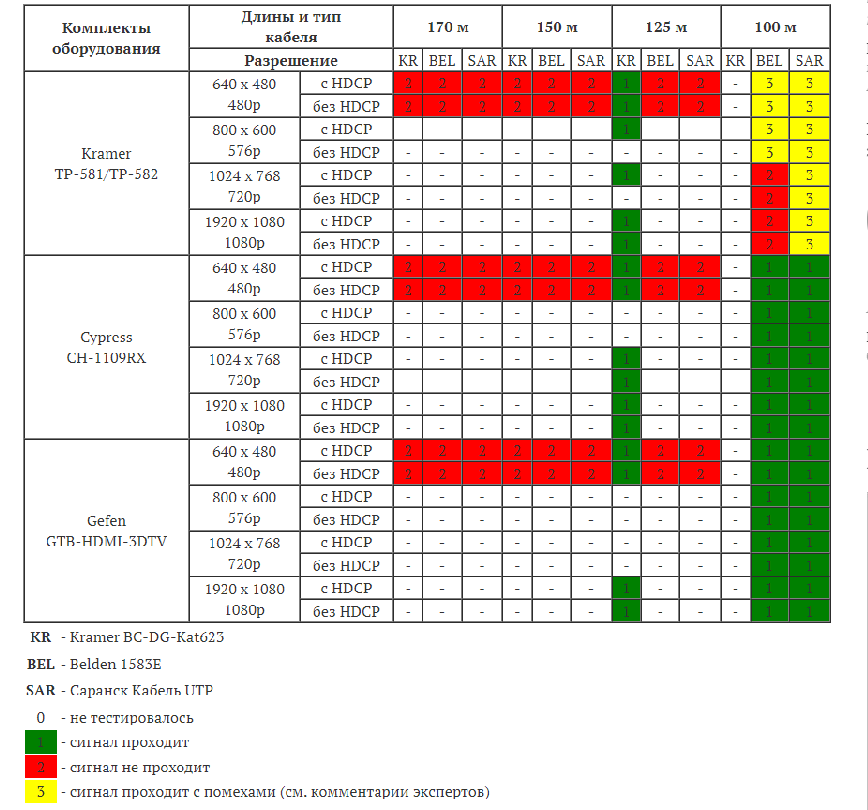 Комплекты оборудования
Длины и тип кабеля
170 м 150 м 125 м 100 м
Разрешение KR BEL SAR KR BEL SAR KR BEL SAR KR BEL SAR
Kramer
TP-581/TP-582
640 x 480 с HDCP 2 2 2 2 2 2 1 2 2 - 3 3
480p без HDCP 2 2 2 2 2 2 1 2 2 - 3 3
800 x 600 с HDCP 1 3 3
576p без HDCP - - - - - - - - - - 3 3
1024 x 768 с HDCP - - - - - - 1 - - - 2 3
720p без HDCP - - - - - - - - - - 2 3
1920 x 1080 с HDCP - - - - - - 1 - - - 2 3
1080p без HDCP - - - - - - 1 - - - 2 3
Cypress
CH-1109RX
640 x 480 с HDCP 2 2 2 2 2 2 1 2 2 - 1 1
480p без HDCP 2 2 2 2 2 2 1 2 2 - 1 1
800 x 600 с HDCP - - - - - - - - - - 1 1
576p без HDCP - - - - - - - - - - 1 1
1024 x 768 с HDCP - - - - - - 1 - - - 1 1
720p без HDCP 1 - 1 1
1920 x 1080 с HDCP - - - - - - 1 - - - 1 1
1080p без HDCP - - - - - - 1 - - - 1 1
Gefen
GTB-HDMI-3DTV
640 x 480 с HDCP 2 2 2 2 2 2 1 2 2 - 1 1
480p без HDCP 2 2 2 2 2 2 1 2 2 - 1 1
800 x 600 с HDCP - - - - - - - - - - 1 1
576p без HDCP - - - - - - - - - - 1 1
1024 x 768 с HDCP - - - - - - - - - - 1 1
720p без HDCP - - - - - - - - - - 1 1
1920 x 1080 с HDCP - - - - - - 1 - - - 1 1
1080p без HDCP - - - - - - 1 - - - 1 1
KR - Kramer BC-DG-Kat623
BEL - Belden 1583E
SAR - Саранск Кабель UTP
0 - не тестировалось
1 - сигнал проходит
2 - сигнал не проходит
3 - сигнал проходит с помехами (см. комментарии экспертов)